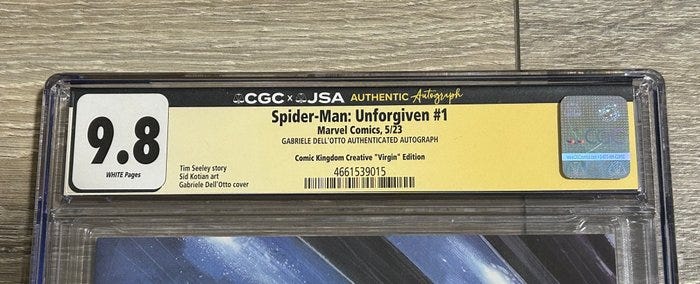 CGC x JSA AUTHENTIC Autograph
Spider-Man: Unforgiven #1
Marvel Comics, 5/23
GABRIELE DELL'OTTO AUTHENTICATED AUTOGRAPH
Comic Kingdom Creative "Virgin" Edition
4661539015
9.8
WHITE Pages
Tim Seeley story
Sid Kotian art
Gabriele Dell'Otto cover